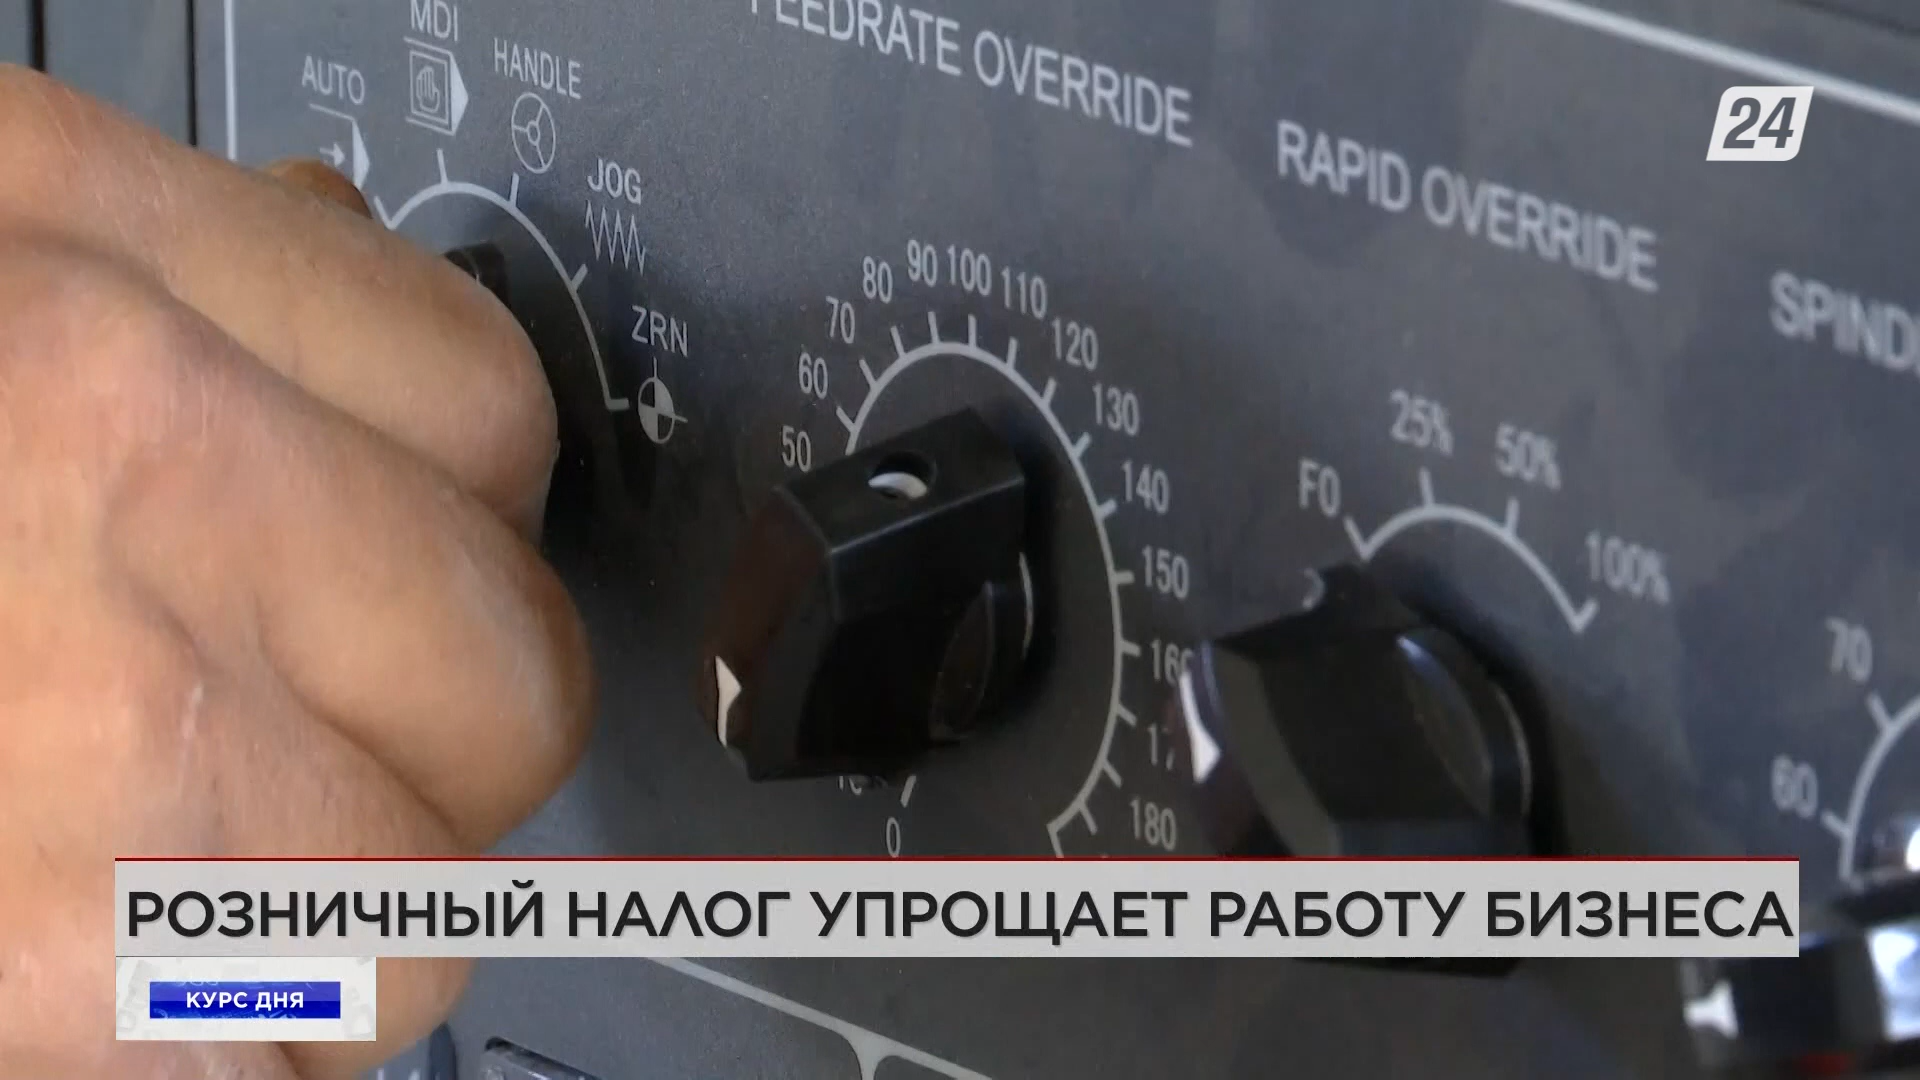 FEEDRATE OVERRIDE
MDI
AUTO
HANDLE
JOG
ZRN
24
RAPID OVERRIDE
50
60
70
80
90
100
110
120
130
140
150
180
0
F0
25%
50%
100%
70
60
РОЗНИЧНЫЙ НАЛОГ УПРОЩАЕТ РАБОТУ БИЗНЕСА
КУРС ДНЯ